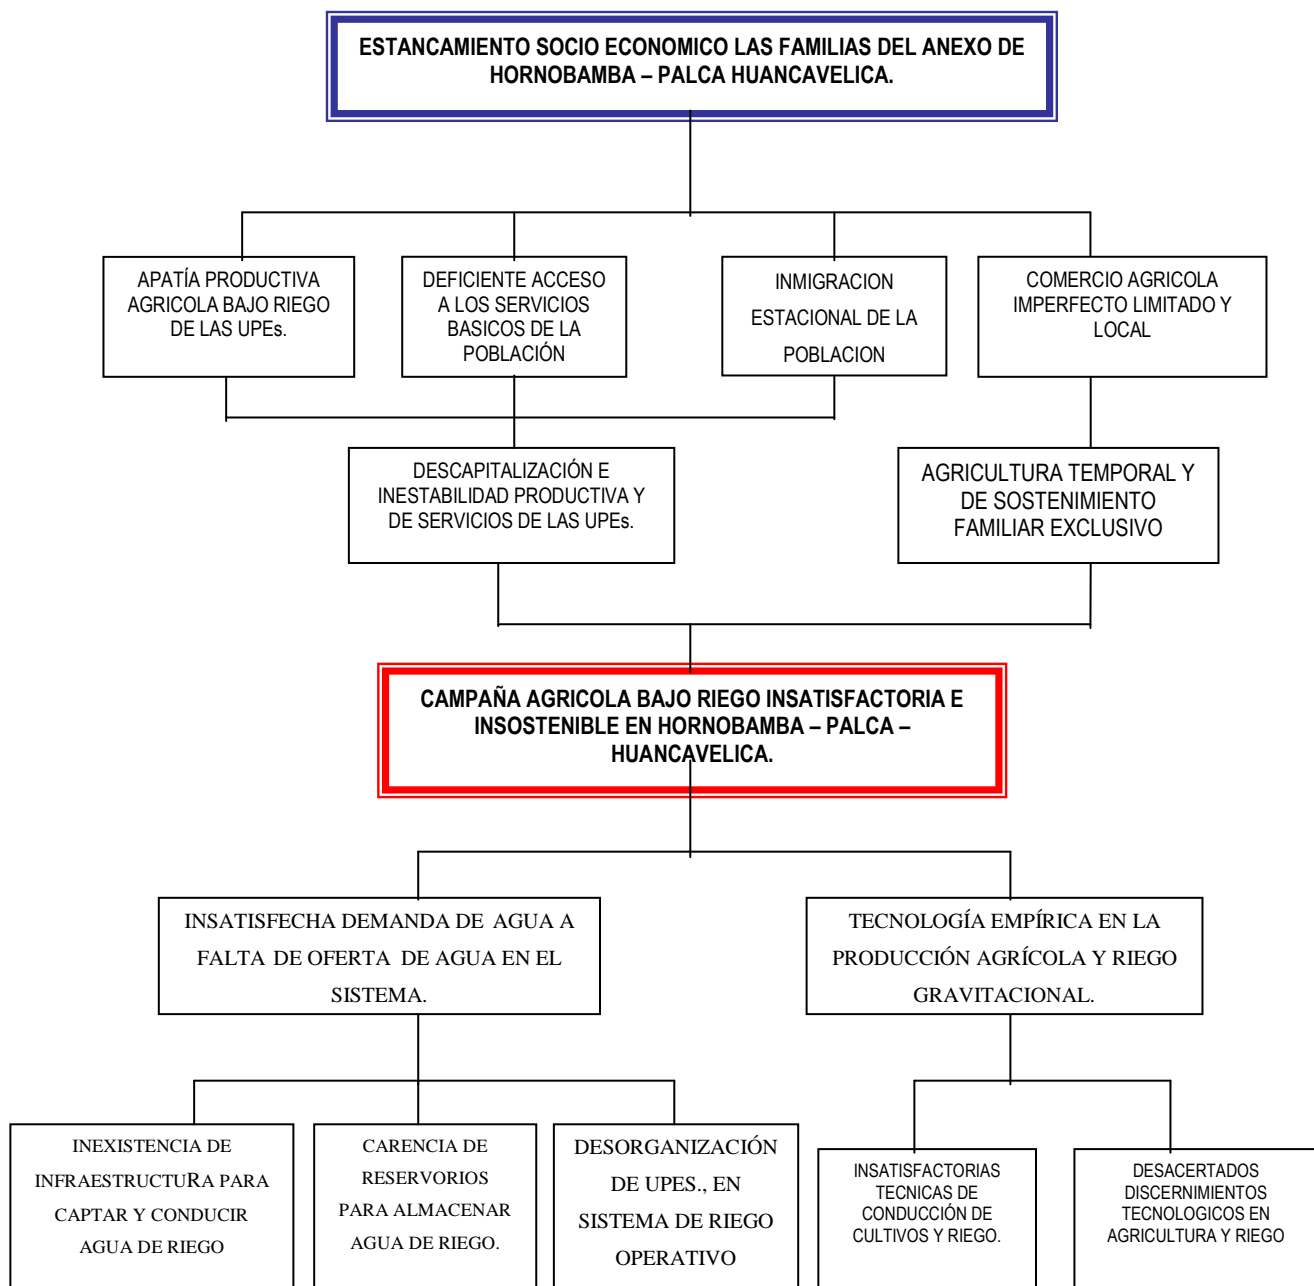 ESTANCAMIENTO SOCIO ECONOMICO LAS FAMILIAS DEL ANEXO DE
HORNOBAMBA – PALCA HUANCAVELICA.
APATÍA PRODUCTIVA
AGRICOLA BAJO RIEGO
DE LAS UPEs.
DEFICIENTE ACCESO
A LOS SERVICIOS
BASICOS DE LA
POBLACIÓN
INMIGRACION
ESTACIONAL DE LA
POBLACION
COMERCIO AGRICOLA
IMPERFECTO LIMITADO Y
LOCAL
DESCAPITALIZACIÓN E
INESTABILIDAD PRODUCTIVA Y
DE SERVICIOS DE LAS UPEs.
AGRICULTURA TEMPORAL Y
DE SOSTENIMIENTO
FAMILIAR EXCLUSIVO
CAMPAÑA AGRICOLA BAJO RIEGO INSATISFACTORIA E
INSOSTENIBLE EN HORNOBAMBA – PALCA –
HUANCAVELICA.
INSATISFECHA DEMANDA DE AGUA A
FALTA DE OFERTA DE AGUA EN EL
SISTEMA.
TECNOLOGÍA EMPÍRICA EN LA
PRODUCCIÓN AGRÍCOLA Y RIEGO
GRAVITACIONAL.
INEXISTENCIA DE
INFRAESTRUCTURA PARA
CAPTAR Y CONDUCIR
AGUA DE RIEGO
CARENCIA DE
RESERVORIOS
PARA ALMACENAR
AGUA DE RIEGO.
DESORGANIZACIÓN
DE UPES., EN
SISTEMA DE RIEGO
OPERATIVO
INSATISFACTORIAS
TECNICAS DE
CONDUCCIÓN DE
CULTIVOS Y RIEGO.
DESACERTADOS
DISCERNIMIENTOS
TECNOLOGICOS EN
AGRICULTURA Y RIEGO